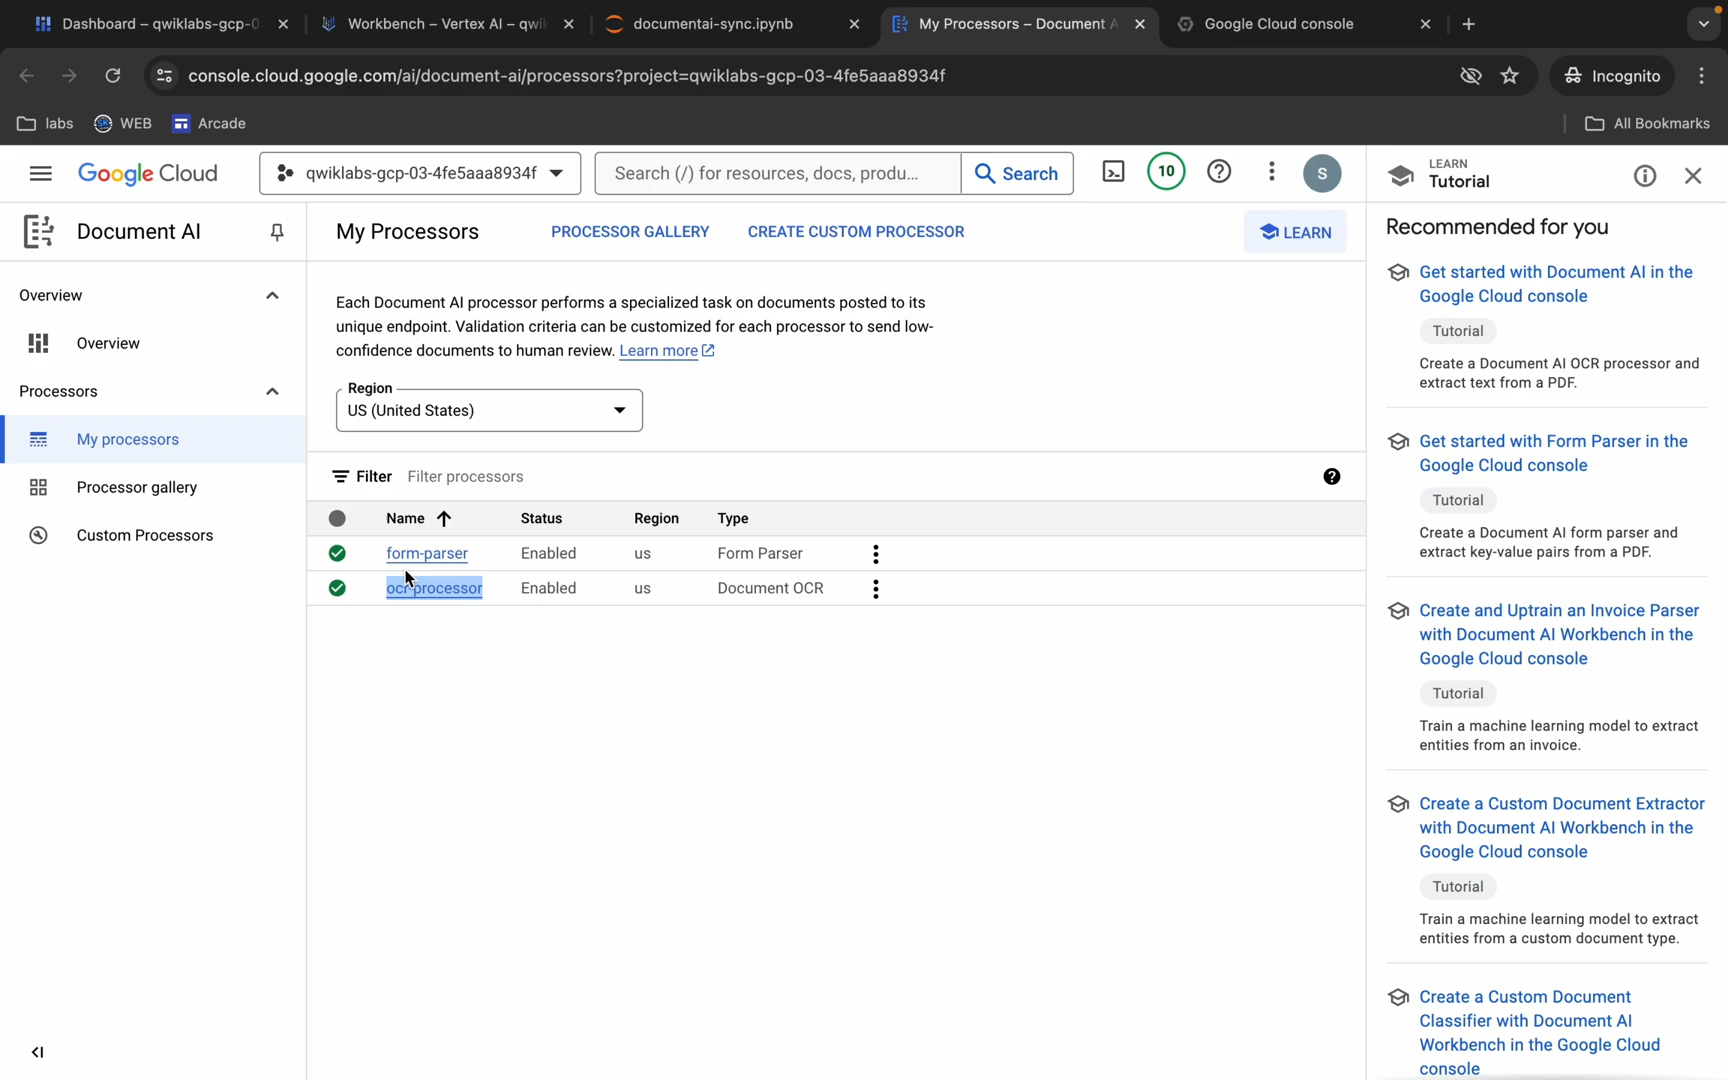 Dashboard – qwiklabs-gcp-0
Workbench – Vertex AI – qwi
documentai-sync.ipynb
My Processors – Document A
Google Cloud console
console.cloud.google.com/ai/document-ai/processors?project=qwiklabs-gcp-03-4fe5aaa8934f
Incognito
labs
WEB
Arcade
All Bookmarks
Google Cloud
qwiklabs-gcp-03-4fe5aaa8934f
Search (/) for resources, docs, produ...
Search
10
S
LEARN
Tutorial
Document AI
My Processors
PROCESSOR GALLERY
CREATE CUSTOM PROCESSOR
LEARN
Overview
Overview
Processors
My processors
Processor gallery
Custom Processors
Each Document AI processor performs a specialized task on documents posted to its
unique endpoint. Validation criteria can be customized for each processor to send low-
confidence documents to human review. Learn more
Region
US (United States)
Filter Filter processors
Name Status Region Type
form-parser Enabled us Form Parser
ocr-processor Enabled us Document OCR
Recommended for you
Get started with Document AI in the
Google Cloud console
Tutorial
Create a Document AI OCR processor and
extract text from a PDF.
Get started with Form Parser in the
Google Cloud console
Tutorial
Create a Document AI form parser and
extract key-value pairs from a PDF.
Create and Uptrain an Invoice Parser
with Document AI Workbench in the
Google Cloud console
Tutorial
Train a machine learning model to extract
entities from an invoice.
Create a Custom Document Extractor
with Document AI Workbench in the
Google Cloud console
Tutorial
Train a machine learning model to extract
entities from a custom document type.
Create a Custom Document
Classifier with Document AI
Workbench in the Google Cloud
console